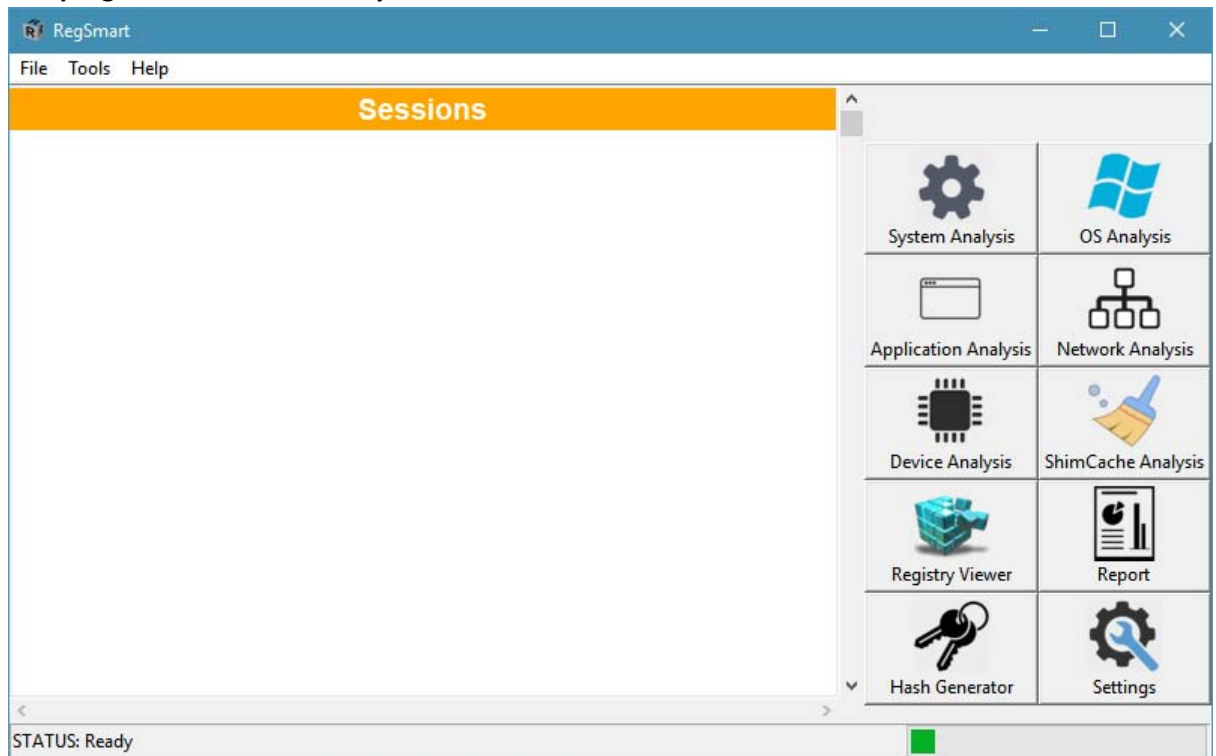 RegSmart
File Tools Help
Sessions
System Analysis OS Analysis
Application Analysis Network Analysis
Device Analysis ShimCache Analysis
Registry Viewer Report
Hash Generator Settings
STATUS: Ready